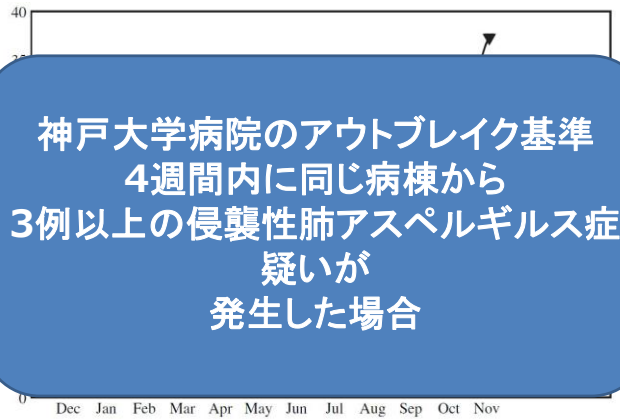 40
神戸大学病院のアウトブレイク基準
4週間内に同じ病棟から
3例以上の侵襲性肺アスペルギルス症
疑いが
発生した場合
0
Dec Jan Feb Mar Apr May Jun Jul Aug Sep Oct Nov